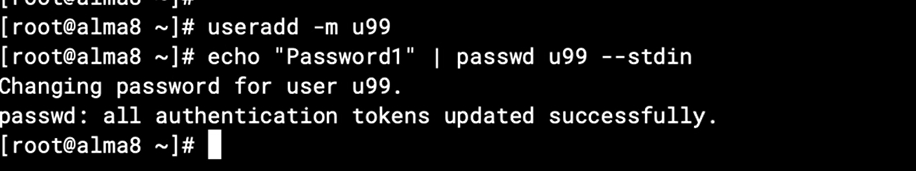 [root@alma8 ~]# useradd -m u99
[root@alma8 ~]# echo "Password1" | passwd u99 --stdin
Changing password for user u99.
passwd: all authentication tokens updated successfully.
[root@alma8 ~]#